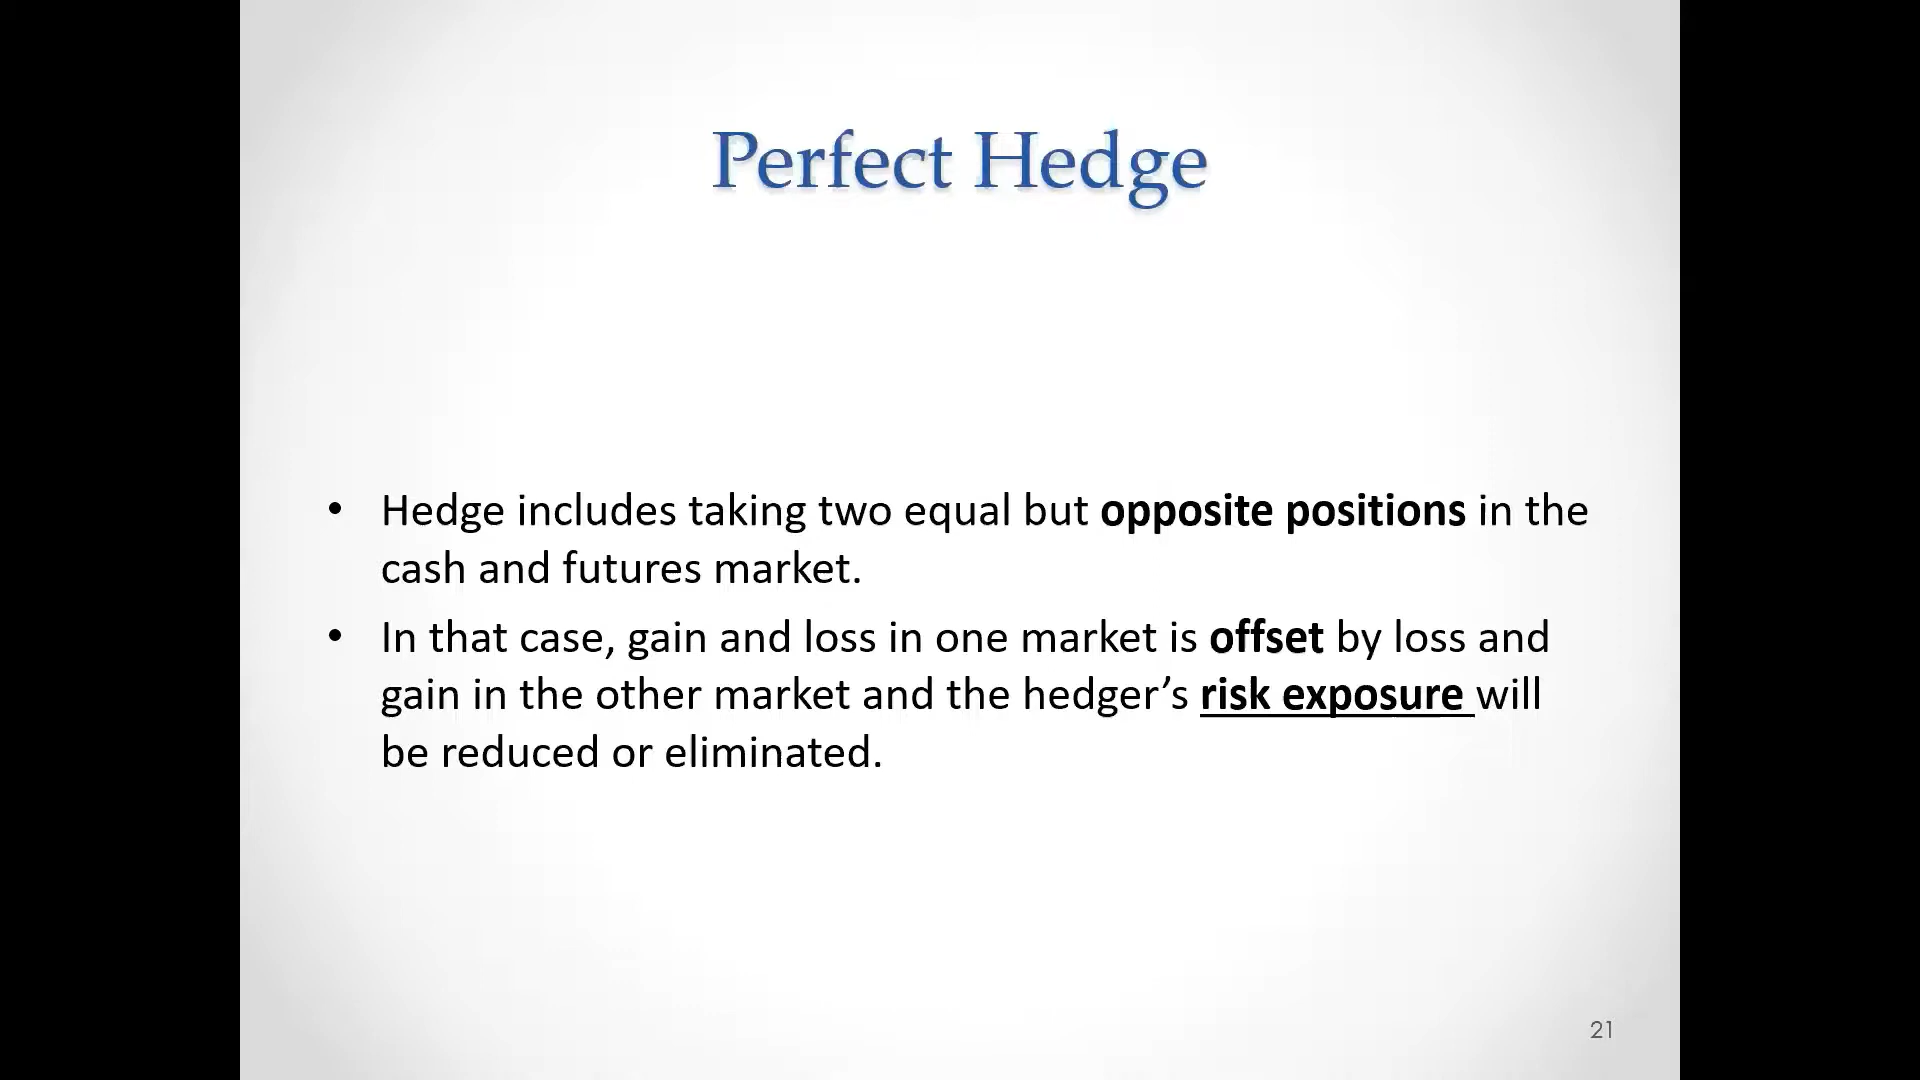 Perfect Hedge
• Hedge includes taking two equal but opposite positions in the
cash and futures market.
• In that case, gain and loss in one market is offset by loss and
gain in the other market and the hedger’s risk exposure will
be reduced or eliminated.
21